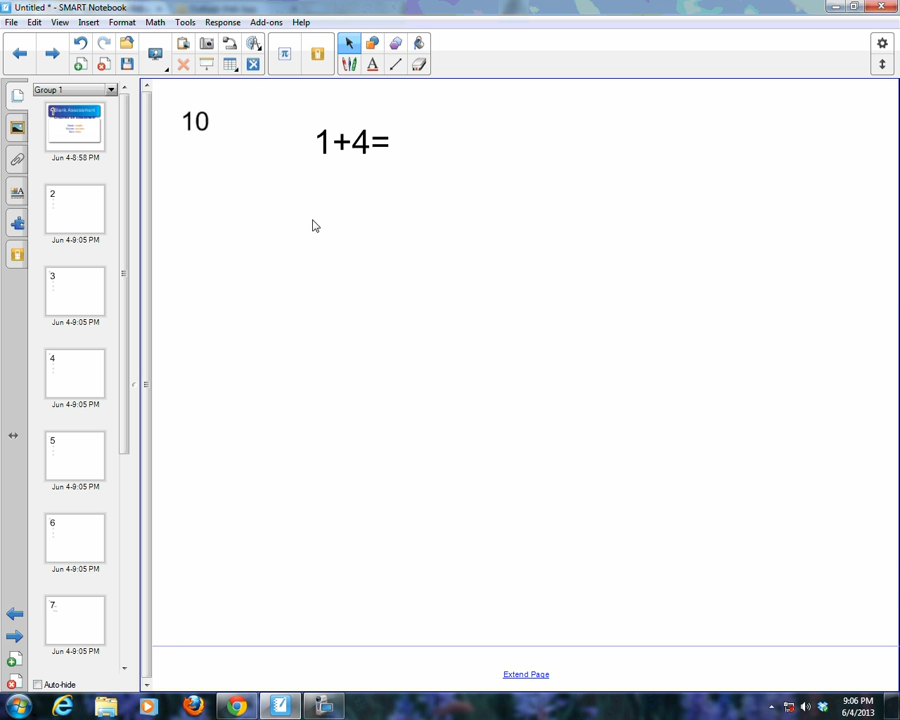 Untitled * - SMART Notebook
File Edit View Insert Format Math Tools Response Add-ons Help
Group 1
Jun 4-8:58 PM
2
Jun 4-9:05 PM
3
Jun 4-9:05 PM
4
Jun 4-9:05 PM
5
Jun 4-9:05 PM
6
Jun 4-9:05 PM
7
Jun 4-9:05 PM
Auto-hide
10
1+4=
Extend Page
9:06 PM
6/4/2013